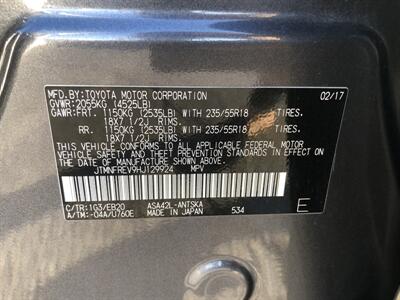 MFD. BY: TOYOTA MOTOR CORPORATION 02/17
GVWR: 2055KG (4525LB)
GAWR: FRT. 1150KG (2535LB) WITH 235/55R18 TIRES.
18X7 1/2J RIMS.
RR. 1150KG (2535LB) WITH 235/55R18 TIRES.
18X7 1/2J RIMS.
THIS VEHICLE CONFORMS TO ALL APPLICABLE FEDERAL MOTOR
VEHICLE SAFETY AND THEFT PREVENTION STANDARDS IN EFFECT ON
THE DATE OF MANUFACTURE SHOWN ABOVE.
JTMNFREV9HJ129924 MPV
C/TR: 1G3/EB20 ASA42L-ANTSKA
A/TM: -04A/U760E 534 E